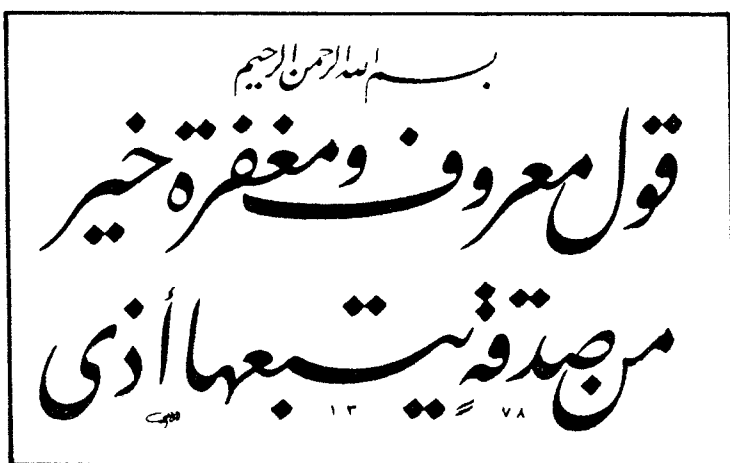 بسم الله الرحمن الرحيم
قول معروف ومغفرة خير
من صدقةٍ يتبعها أذى
١٣ ٧٨